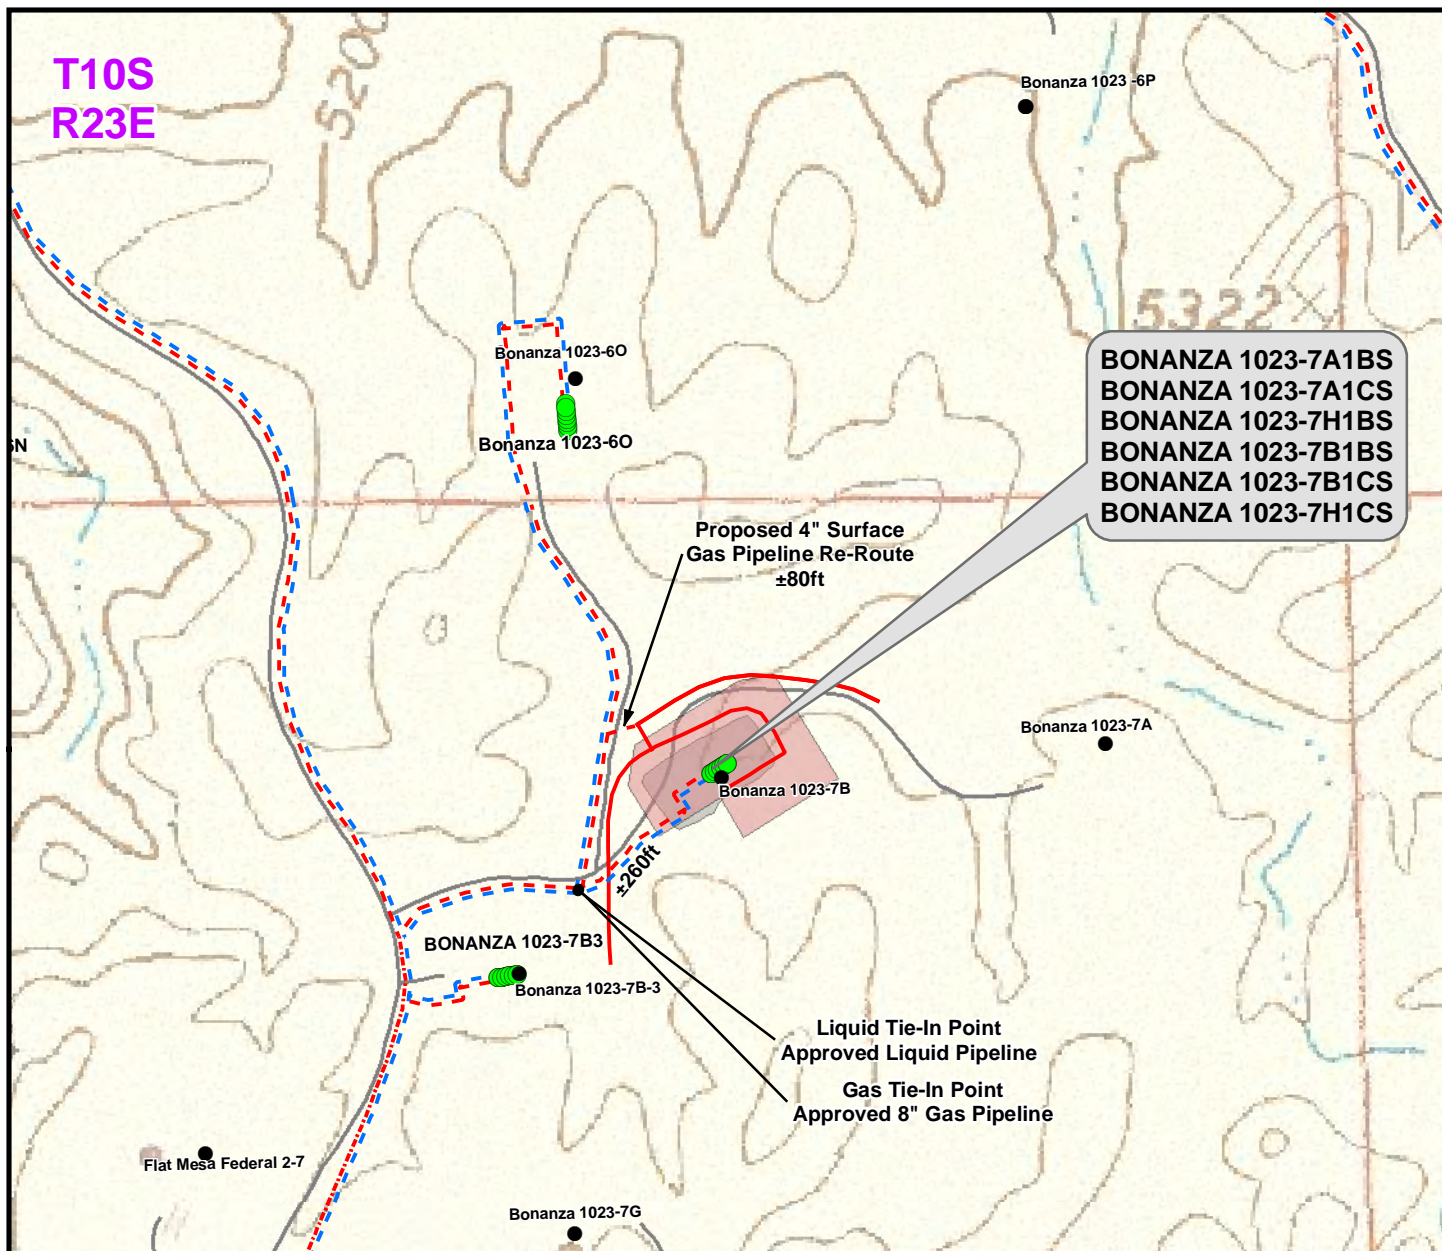 T10S
R23E
5200
Bonanza 1023 -6P
5322
BONANZA 1023-7A1BS
BONANZA 1023-7A1CS
BONANZA 1023-7H1BS
BONANZA 1023-7B1BS
BONANZA 1023-7B1CS
BONANZA 1023-7H1CS
Bonanza 1023-6O
Bonanza 1023-6O
6N
Proposed 4" Surface
Gas Pipeline Re-Route
±80ft
Bonanza 1023-7A
Bonanza 1023-7B
±260ft
BONANZA 1023-7B3
Bonanza 1023-7B-3
Liquid Tie-In Point
Approved Liquid Pipeline
Gas Tie-In Point
Approved 8" Gas Pipeline
Flat Mesa Federal 2-7
Bonanza 1023-7G